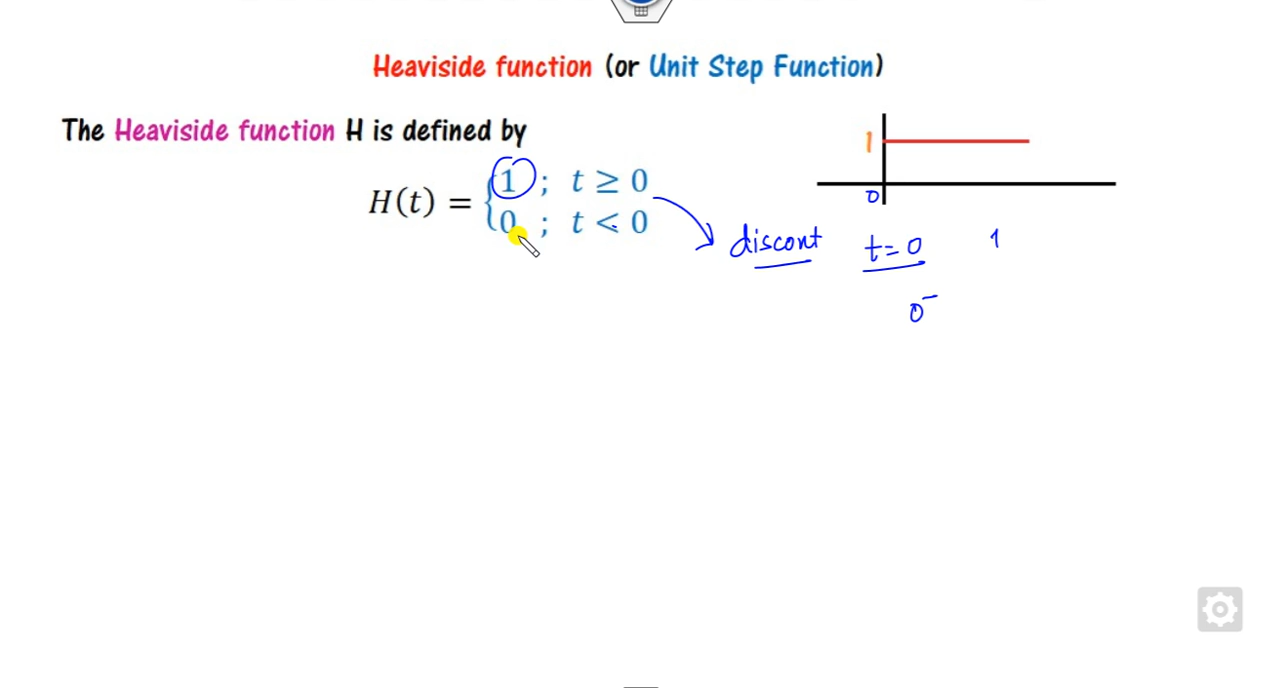 Heaviside function (or Unit Step Function)
The Heaviside function H is defined by
H(t) = {1 ; t ≥ 0
0 ; t < 0
1
0
discont t=0 1
0⁻